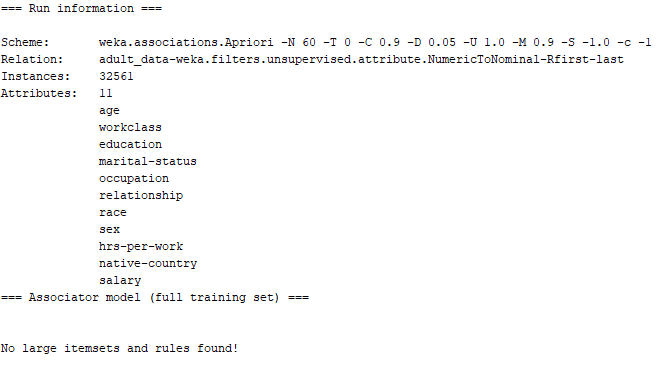 === Run information ===
Scheme: weka.associations.Apriori -N 60 -T 0 -C 0.9 -D 0.05 -U 1.0 -M 0.9 -S -1.0 -c -1
Relation: adult_data-weka.filters.unsupervised.attribute.NumericToNominal-Rfirst-last
Instances: 32561
Attributes: 11
age
workclass
education
marital-status
occupation
relationship
race
sex
hrs-per-work
native-country
salary
=== Associator model (full training set) ===
No large itemsets and rules found!